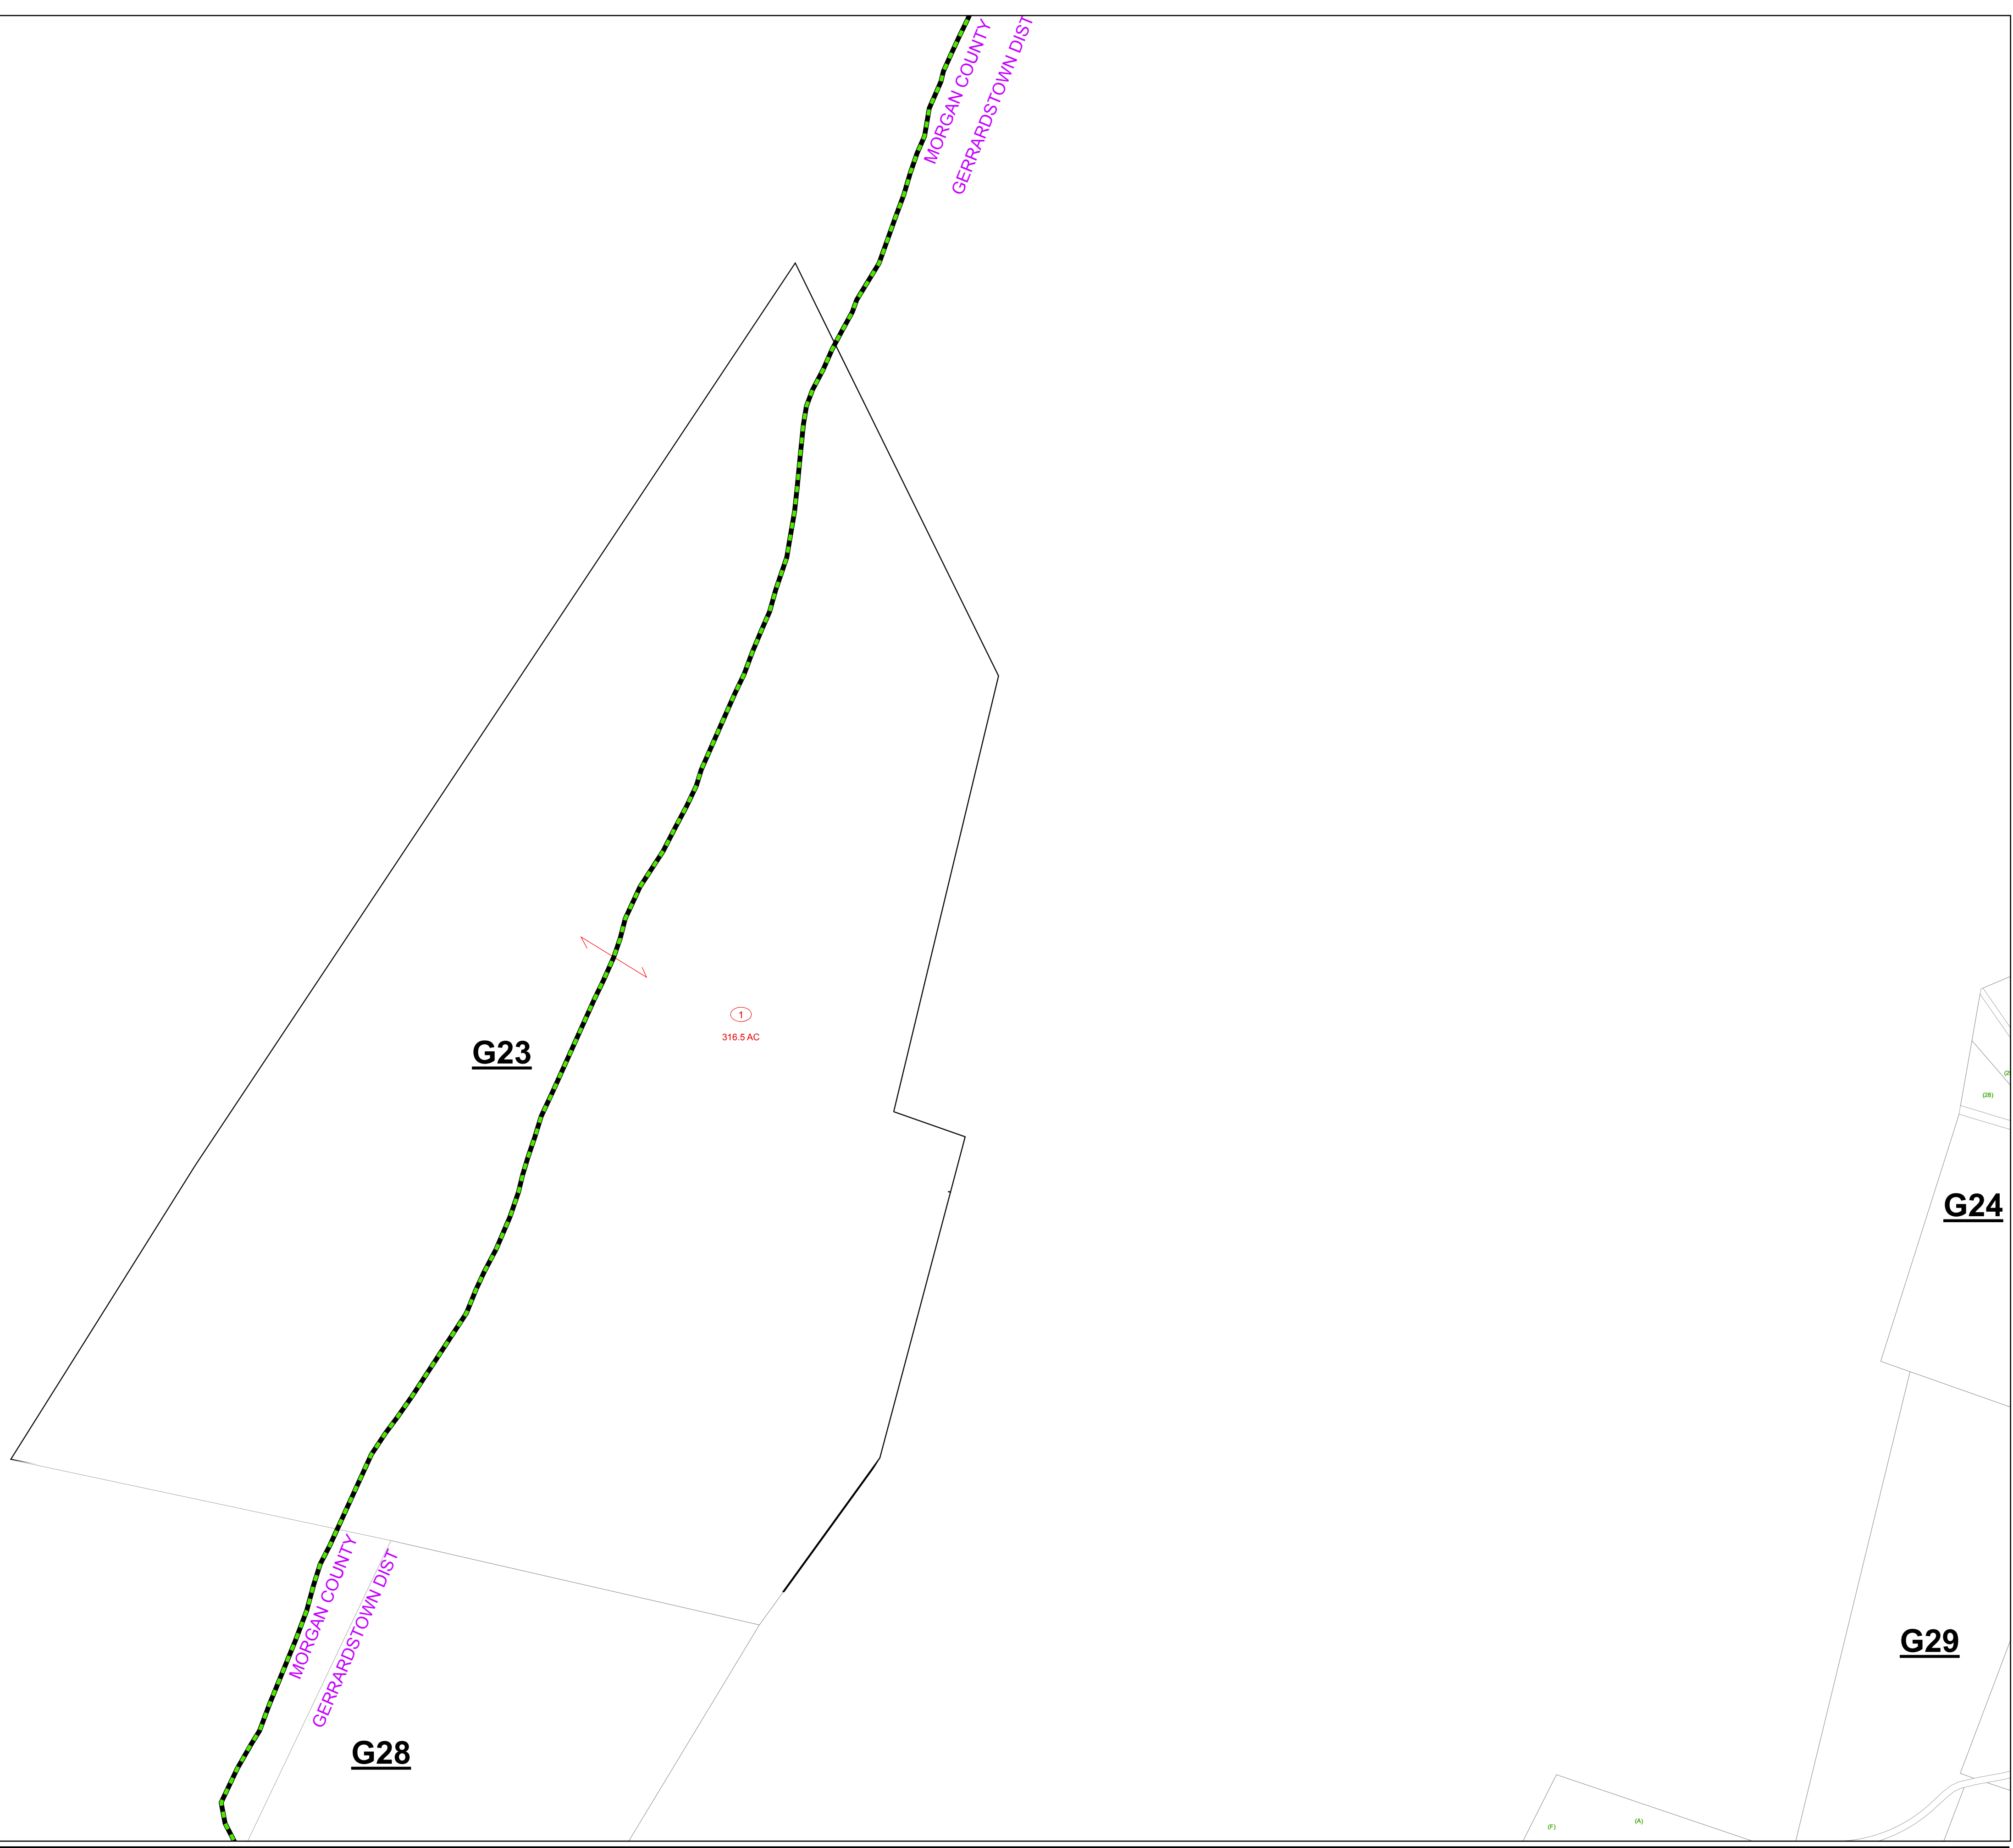 MORGAN COUNTY
GERRARDSTOWN DIST
1
316.5 AC
G23
(28)
G24
G29
MORGAN COUNTY
GERRARDSTOWN DIST
G28
(F)
(A)